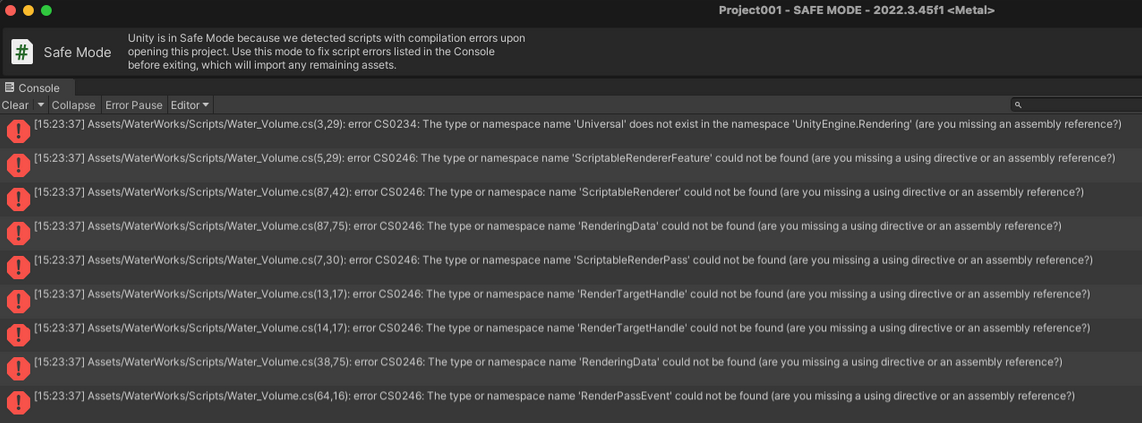 Project001 - SAFE MODE - 2022.3.45f1 <Metal>
Safe Mode
Unity is in Safe Mode because we detected scripts with compilation errors upon
opening this project. Use this mode to fix script errors listed in the Console
before exiting, which will import any remaining assets.
Console
Clear Collapse Error Pause Editor
[15:23:37] Assets/WaterWorks/Scripts/Water_Volume.cs(3,29): error CS0234: The type or namespace name 'Universal' does not exist in the namespace 'UnityEngine.Rendering' (are you missing an assembly reference?)
[15:23:37] Assets/WaterWorks/Scripts/Water_Volume.cs(5,29): error CS0246: The type or namespace name 'ScriptableRendererFeature' could not be found (are you missing a using directive or an assembly reference?)
[15:23:37] Assets/WaterWorks/Scripts/Water_Volume.cs(87,42): error CS0246: The type or namespace name 'ScriptableRenderer' could not be found (are you missing a using directive or an assembly reference?)
[15:23:37] Assets/WaterWorks/Scripts/Water_Volume.cs(87,75): error CS0246: The type or namespace name 'RenderingData' could not be found (are you missing a using directive or an assembly reference?)
[15:23:37] Assets/WaterWorks/Scripts/Water_Volume.cs(7,30): error CS0246: The type or namespace name 'ScriptableRenderPass' could not be found (are you missing a using directive or an assembly reference?)
[15:23:37] Assets/WaterWorks/Scripts/Water_Volume.cs(13,17): error CS0246: The type or namespace name 'RenderTargetHandle' could not be found (are you missing a using directive or an assembly reference?)
[15:23:37] Assets/WaterWorks/Scripts/Water_Volume.cs(14,17): error CS0246: The type or namespace name 'RenderTargetHandle' could not be found (are you missing a using directive or an assembly reference?)
[15:23:37] Assets/WaterWorks/Scripts/Water_Volume.cs(38,75): error CS0246: The type or namespace name 'RenderingData' could not be found (are you missing a using directive or an assembly reference?)
[15:23:37] Assets/WaterWorks/Scripts/Water_Volume.cs(64,16): error CS0246: The type or namespace name 'RenderPassEvent' could not be found (are you missing a using directive or an assembly reference?)